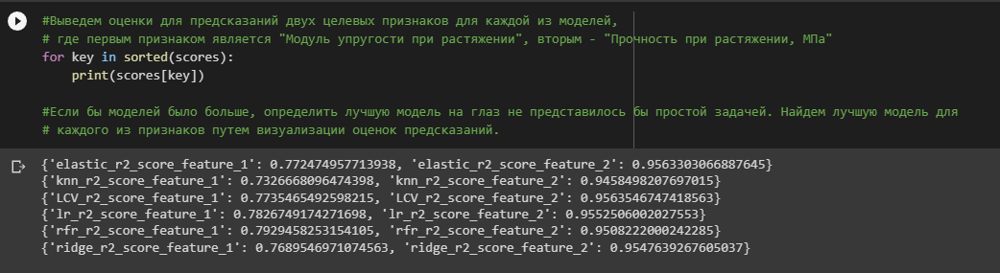 #Выведем оценки для предсказаний двух целевых признаков для каждой из моделей,
# где первым признаком является "Модуль упругости при растяжении", вторым - "Прочность при растяжении, МПа"
for key in sorted(scores):
    print(scores[key])
#Если бы моделей было больше, определить лучшую модель на глаз не представилось бы простой задачей. Найдем лучшую модель для
# каждого из признаков путем визуализации оценок предсказаний.
{'elastic_r2_score_feature_1': 0.772474957713938, 'elastic_r2_score_feature_2': 0.9563303066887645}
{'knn_r2_score_feature_1': 0.7326668096474398, 'knn_r2_score_feature_2': 0.9458498207697015}
{'LCV_r2_score_feature_1': 0.7735465492598215, 'LCV_r2_score_feature_2': 0.9563546747418563}
{'lr_r2_score_feature_1': 0.7826749174271698, 'lr_r2_score_feature_2': 0.9552506002027553}
{'rfr_r2_score_feature_1': 0.7929458253154105, 'rfr_r2_score_feature_2': 0.9508222000242285}
{'ridge_r2_score_feature_1': 0.7689546971074563, 'ridge_r2_score_feature_2': 0.9547639267605037}